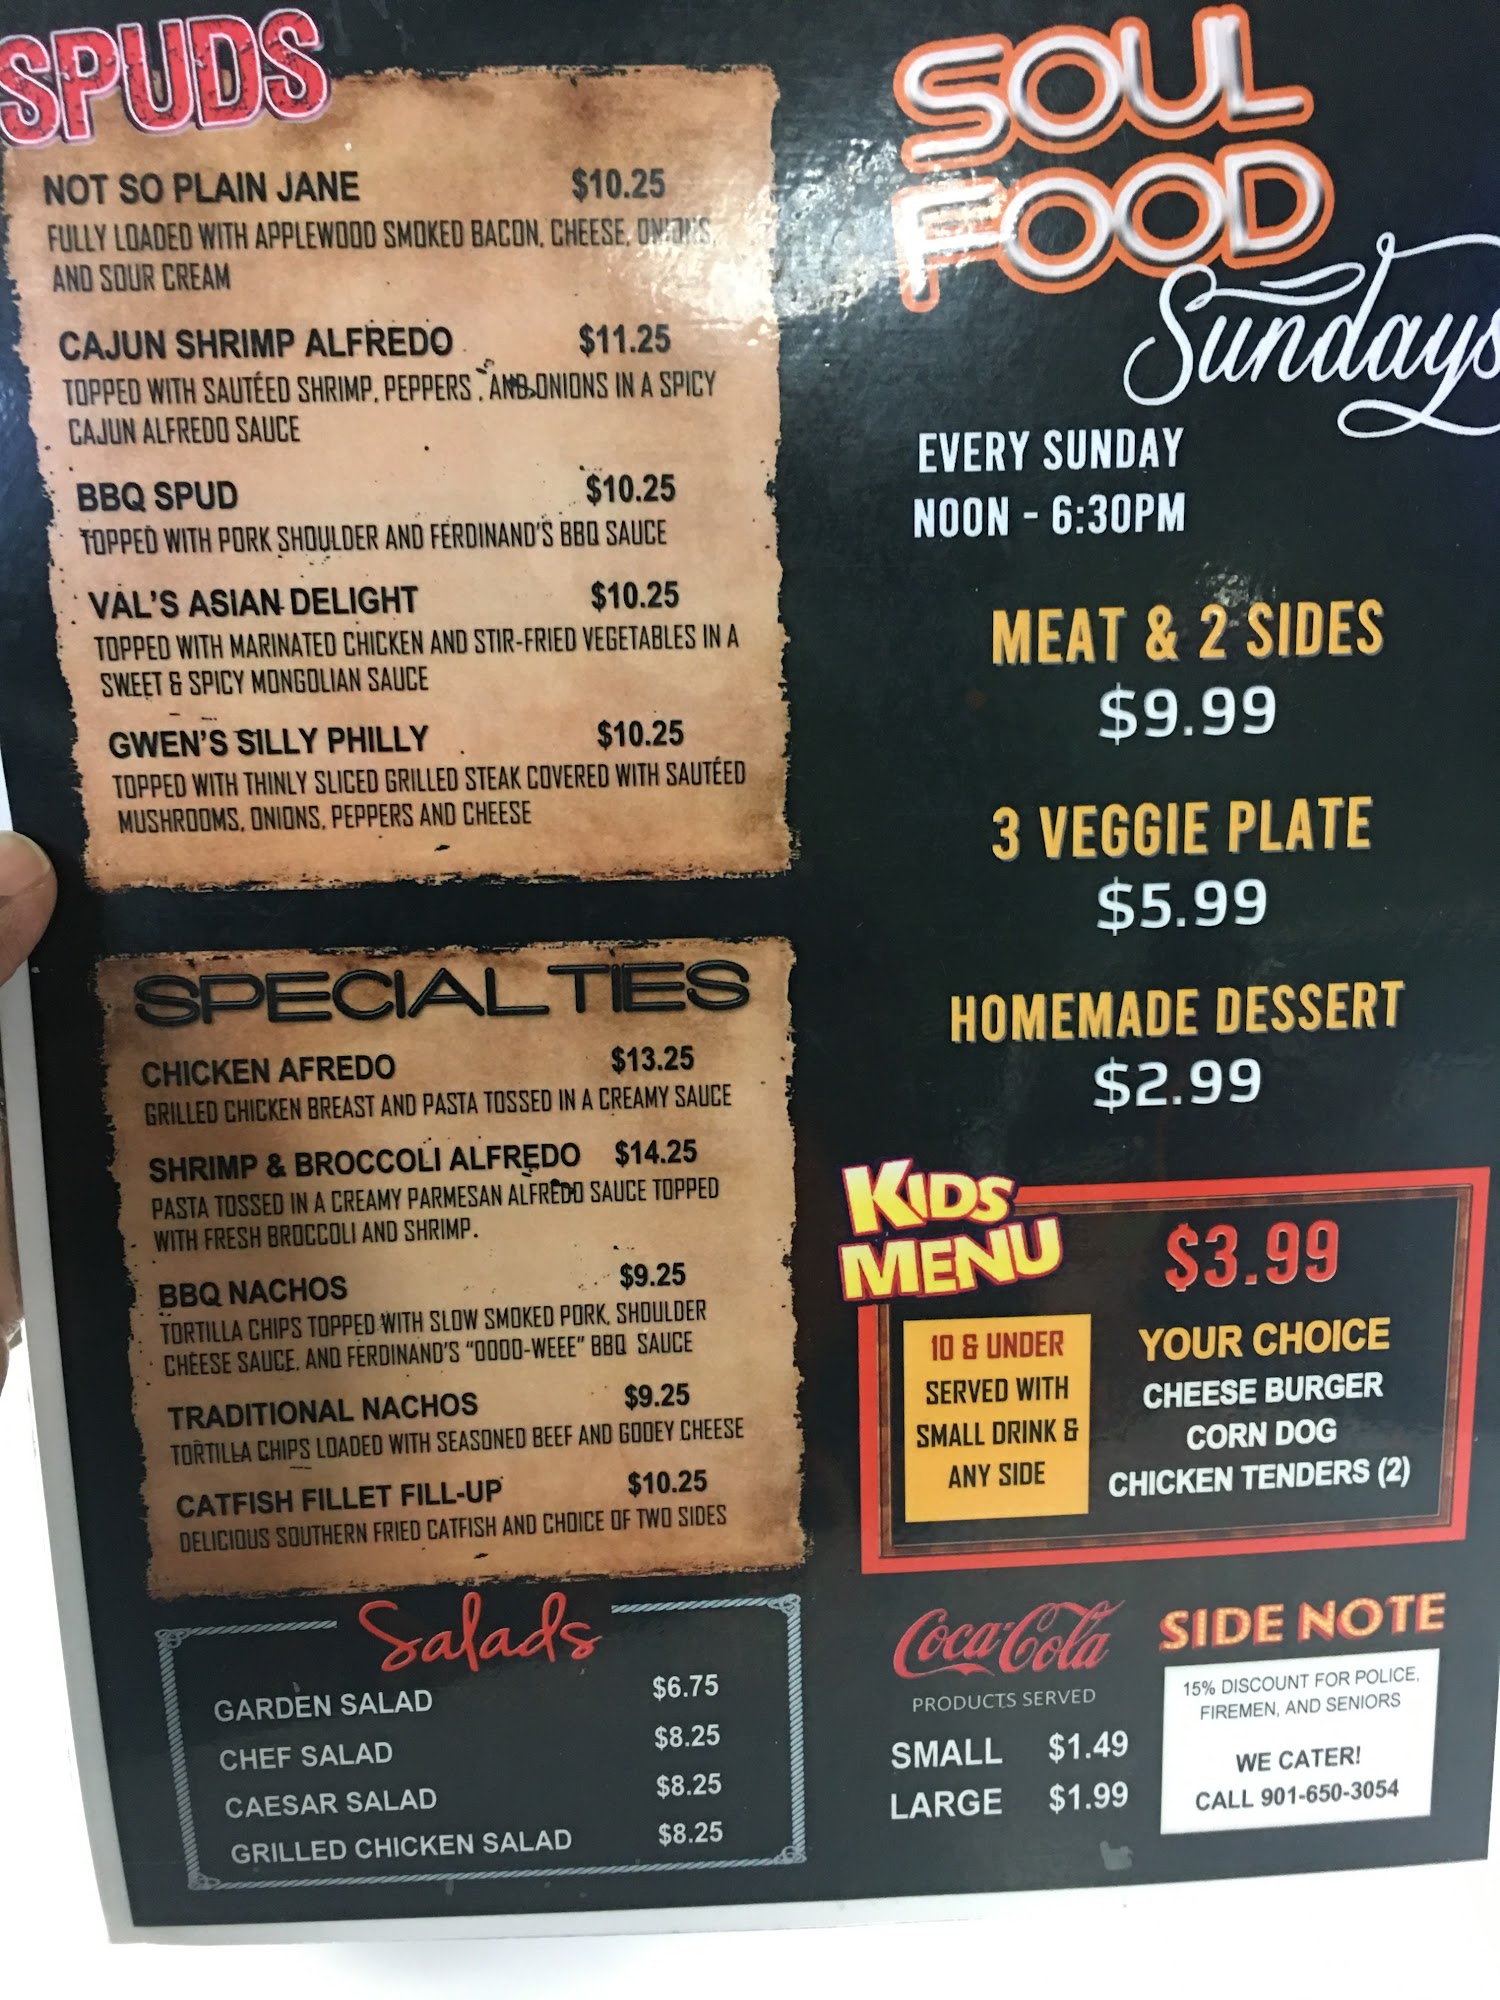 SPUDS
NOT SO PLAIN JANE $10.25
FULLY LOADED WITH APPLEWOOD SMOKED BACON, CHEESE, ONIONS,
AND SOUR CREAM
CAJUN SHRIMP ALFREDO $11.25
TOPPED WITH SAUTÉED SHRIMP, PEPPERS , AND ONIONS IN A SPICY
CAJUN ALFREDO SAUCE
BBQ SPUD $10.25
TOPPED WITH PORK SHOULDER AND FERDINAND'S BBQ SAUCE
VAL'S ASIAN DELIGHT $10.25
TOPPED WITH MARINATED CHICKEN AND STIR-FRIED VEGETABLES IN A
SWEET & SPICY MONGOLIAN SAUCE
GWEN'S SILLY PHILLY $10.25
TOPPED WITH THINLY SLICED GRILLED STEAK COVERED WITH SAUTÉED
MUSHROOMS, ONIONS, PEPPERS AND CHEESE
SPECIALTIES
CHICKEN AFREDO $13.25
GRILLED CHICKEN BREAST AND PASTA TOSSED IN A CREAMY SAUCE
SHRIMP & BROCCOLI ALFREDO $14.25
PASTA TOSSED IN A CREAMY PARMESAN ALFREDO SAUCE TOPPED
WITH FRESH BROCCOLI AND SHRIMP.
BBQ NACHOS $9.25
TORTILLA CHIPS TOPPED WITH SLOW SMOKED PORK, SHOULDER
CHEESE SAUCE, AND FERDINAND'S "OOOO-WEEE" BBQ SAUCE
TRADITIONAL NACHOS $9.25
TORTILLA CHIPS LOADED WITH SEASONED BEEF AND GOOEY CHEESE
CATFISH FILLET FILL-UP $10.25
DELICIOUS SOUTHERN FRIED CATFISH AND CHOICE OF TWO SIDES
Salads
GARDEN SALAD $6.75
CHEF SALAD $8.25
CAESAR SALAD $8.25
GRILLED CHICKEN SALAD $8.25
SOUL
FOOD
Sundays
EVERY SUNDAY
NOON - 6:30PM
MEAT & 2 SIDES
$9.99
3 VEGGIE PLATE
$5.99
HOMEMADE DESSERT
$2.99
KIDS
MENU
10 & UNDER
SERVED WITH
SMALL DRINK &
ANY SIDE
$3.99
YOUR CHOICE
CHEESE BURGER
CORN DOG
CHICKEN TENDERS (2)
Coca-Cola
PRODUCTS SERVED
SMALL $1.49
LARGE $1.99
SIDE NOTE
15% DISCOUNT FOR POLICE,
FIREMEN, AND SENIORS
WE CATER!
CALL 901-650-3054